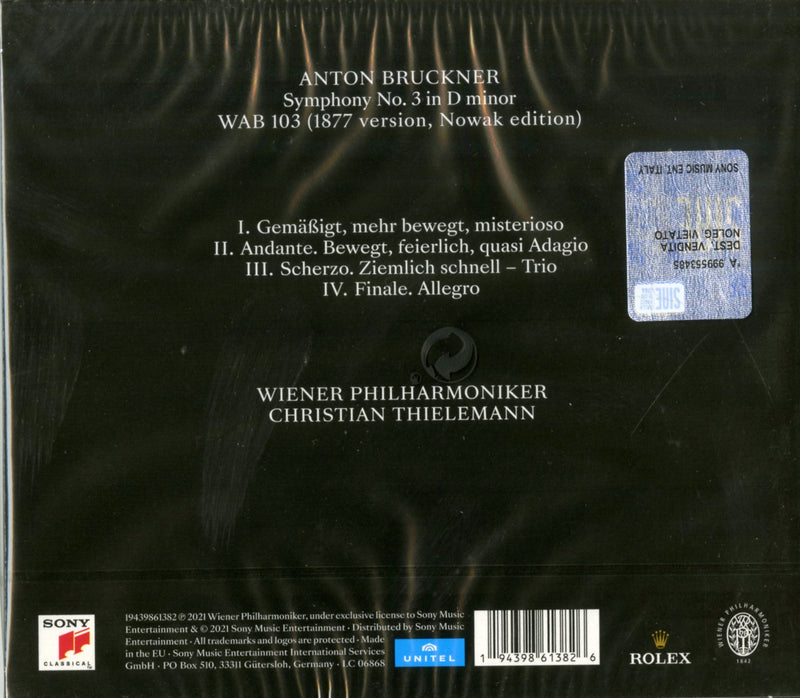 ANTON BRUCKNER
Symphony No. 3 in D minor
WAB 103 (1877 version, Nowak edition)
SONY MUSIC ENT. ITALY
NOLEG. VIETATO
DEST. VENDITA
*A 999553485
SIAE
I. Gemäßigt, mehr bewegt, misterioso
II. Andante. Bewegt, feierlich, quasi Adagio
III. Scherzo. Ziemlich schnell – Trio
IV. Finale. Allegro
WIENER PHILHARMONIKER
CHRISTIAN THIELEMANN
SONY
CLASSICAL
19439861382 ℗ 2021 Wiener Philharmoniker, under exclusive license to Sony Music
Entertainment & © 2021 Sony Music Entertainment · Distributed by Sony Music
Entertainment · All trademarks and logos are protected · Made
in the EU · Sony Music Entertainment International Services
GmbH · PO Box 510, 33311 Gütersloh, Germany · LC 06868
UNITEL
1 94398 61382 6
ROLEX
WIENER PHILHARMONIKER
1842